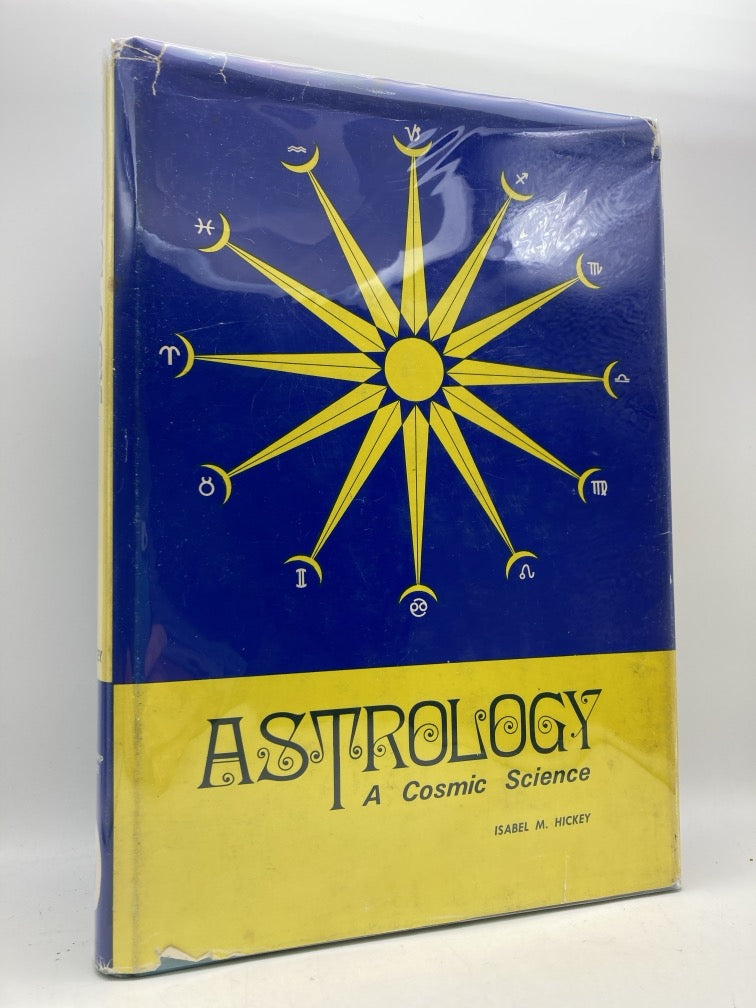 ASTROLOGY
A Cosmic Science
ISABEL M. HICKEY